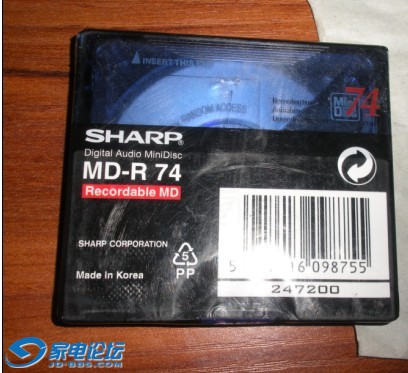 INSERT THIS
RANDOM ACCESS
74
SHARP®
Digital Audio MiniDisc
MD-R 74
Recordable MD
SHARP CORPORATION
5
PP
Made in Korea
16 098755
247200
家电论坛
JD-BBS.COM